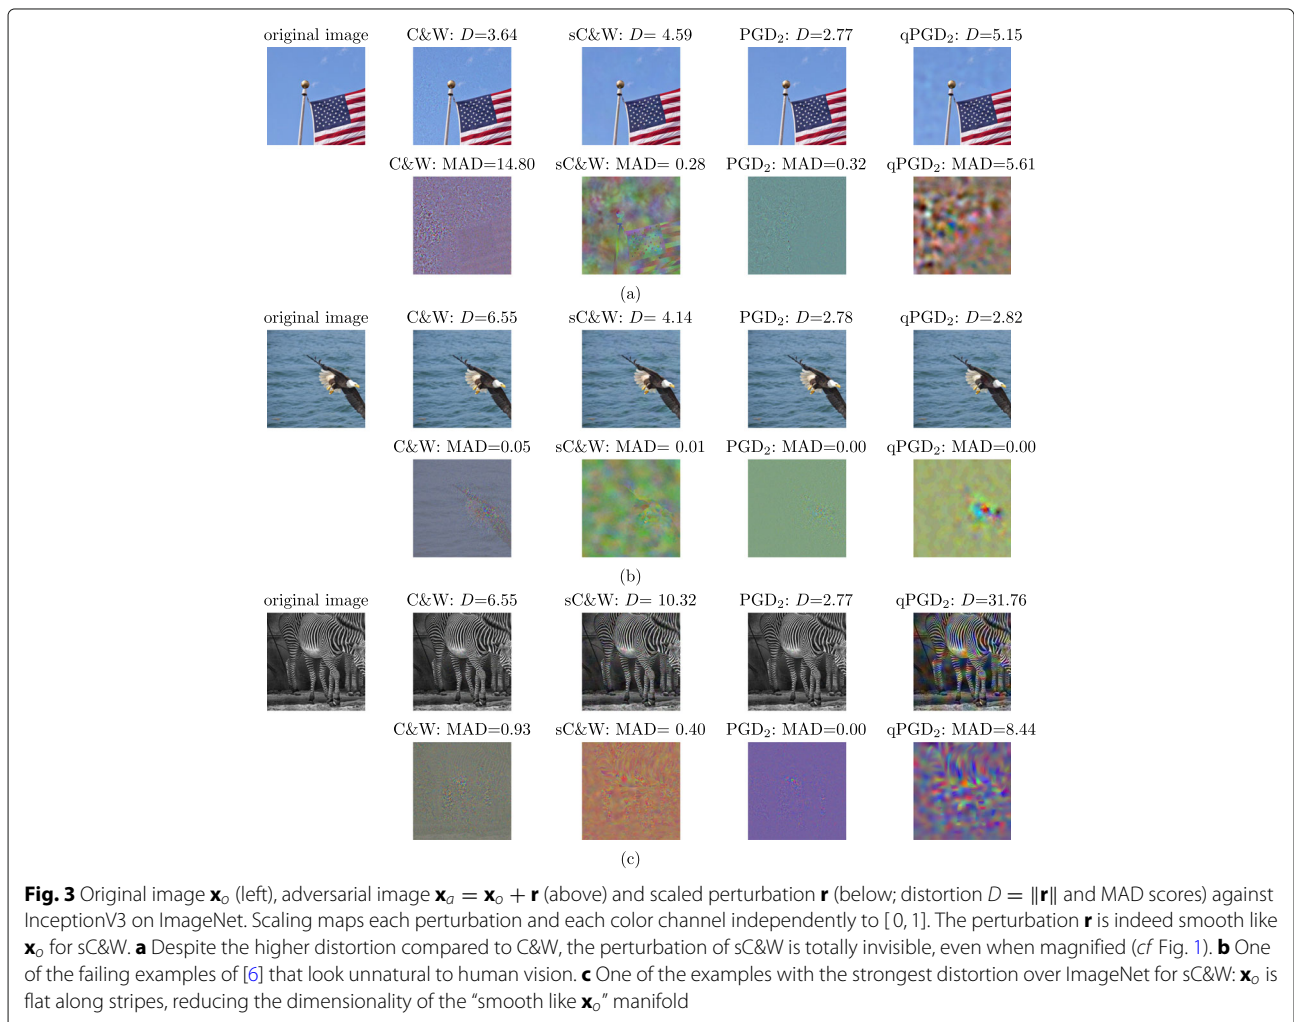 original image C&W: D=3.64 sC&W: D= 4.59 PGD₂: D=2.77 qPGD₂: D=5.15
C&W: MAD=14.80 sC&W: MAD= 0.28 PGD₂: MAD=0.32 qPGD₂: MAD=5.61
(a)
original image C&W: D=6.55 sC&W: D= 4.14 PGD₂: D=2.78 qPGD₂: D=2.82
C&W: MAD=0.05 sC&W: MAD= 0.01 PGD₂: MAD=0.00 qPGD₂: MAD=0.00
(b)
original image C&W: D=6.55 sC&W: D= 10.32 PGD₂: D=2.77 qPGD₂: D=31.76
C&W: MAD=0.93 sC&W: MAD= 0.40 PGD₂: MAD=0.00 qPGD₂: MAD=8.44
(c)
Fig. 3 Original image xₒ (left), adversarial image xₐ = xₒ + r (above) and scaled perturbation r (below; distortion D = ‖r‖ and MAD scores) against
InceptionV3 on ImageNet. Scaling maps each perturbation and each color channel independently to [ 0, 1]. The perturbation r is indeed smooth like
xₒ for sC&W. a Despite the higher distortion compared to C&W, the perturbation of sC&W is totally invisible, even when magnified (cf Fig. 1). b One
of the failing examples of [6] that look unnatural to human vision. c One of the examples with the strongest distortion over ImageNet for sC&W: xₒ is
flat along stripes, reducing the dimensionality of the “smooth like xₒ” manifold